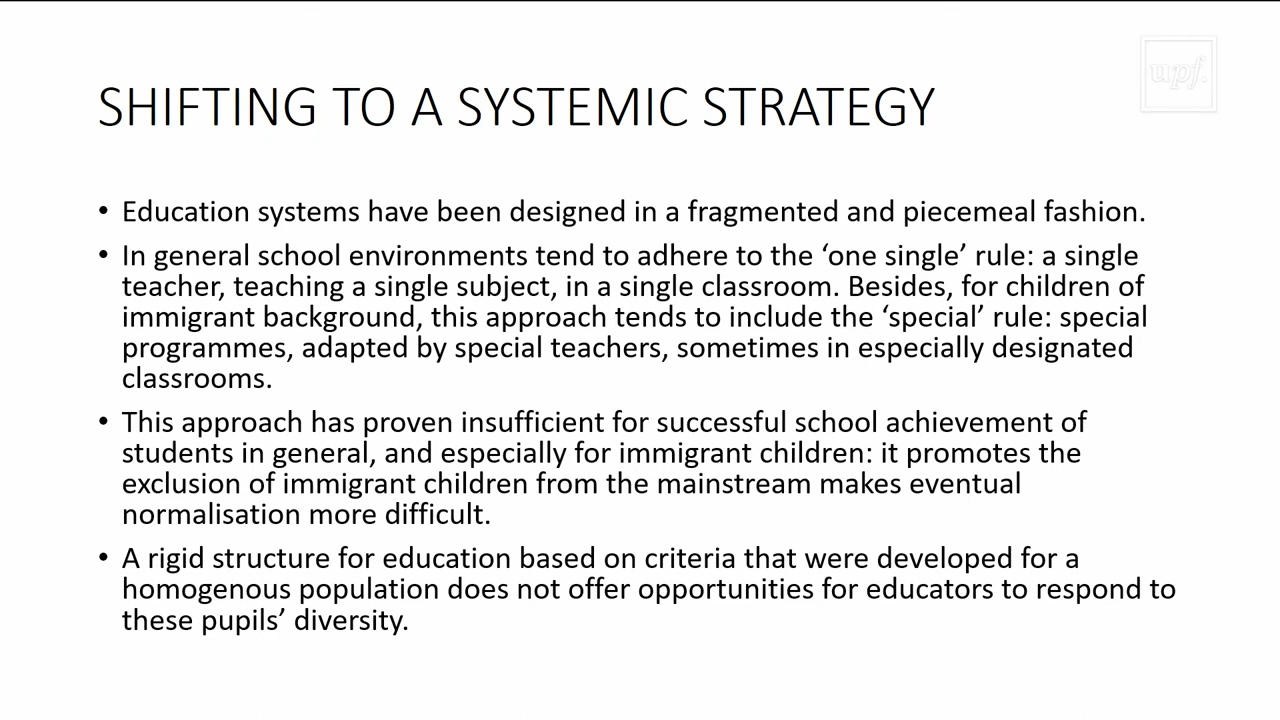 upf.
SHIFTING TO A SYSTEMIC STRATEGY
• Education systems have been designed in a fragmented and piecemeal fashion.
• In general school environments tend to adhere to the ‘one single’ rule: a single
teacher, teaching a single subject, in a single classroom. Besides, for children of
immigrant background, this approach tends to include the ‘special’ rule: special
programmes, adapted by special teachers, sometimes in especially designated
classrooms.
• This approach has proven insufficient for successful school achievement of
students in general, and especially for immigrant children: it promotes the
exclusion of immigrant children from the mainstream makes eventual
normalisation more difficult.
• A rigid structure for education based on criteria that were developed for a
homogenous population does not offer opportunities for educators to respond to
these pupils’ diversity.